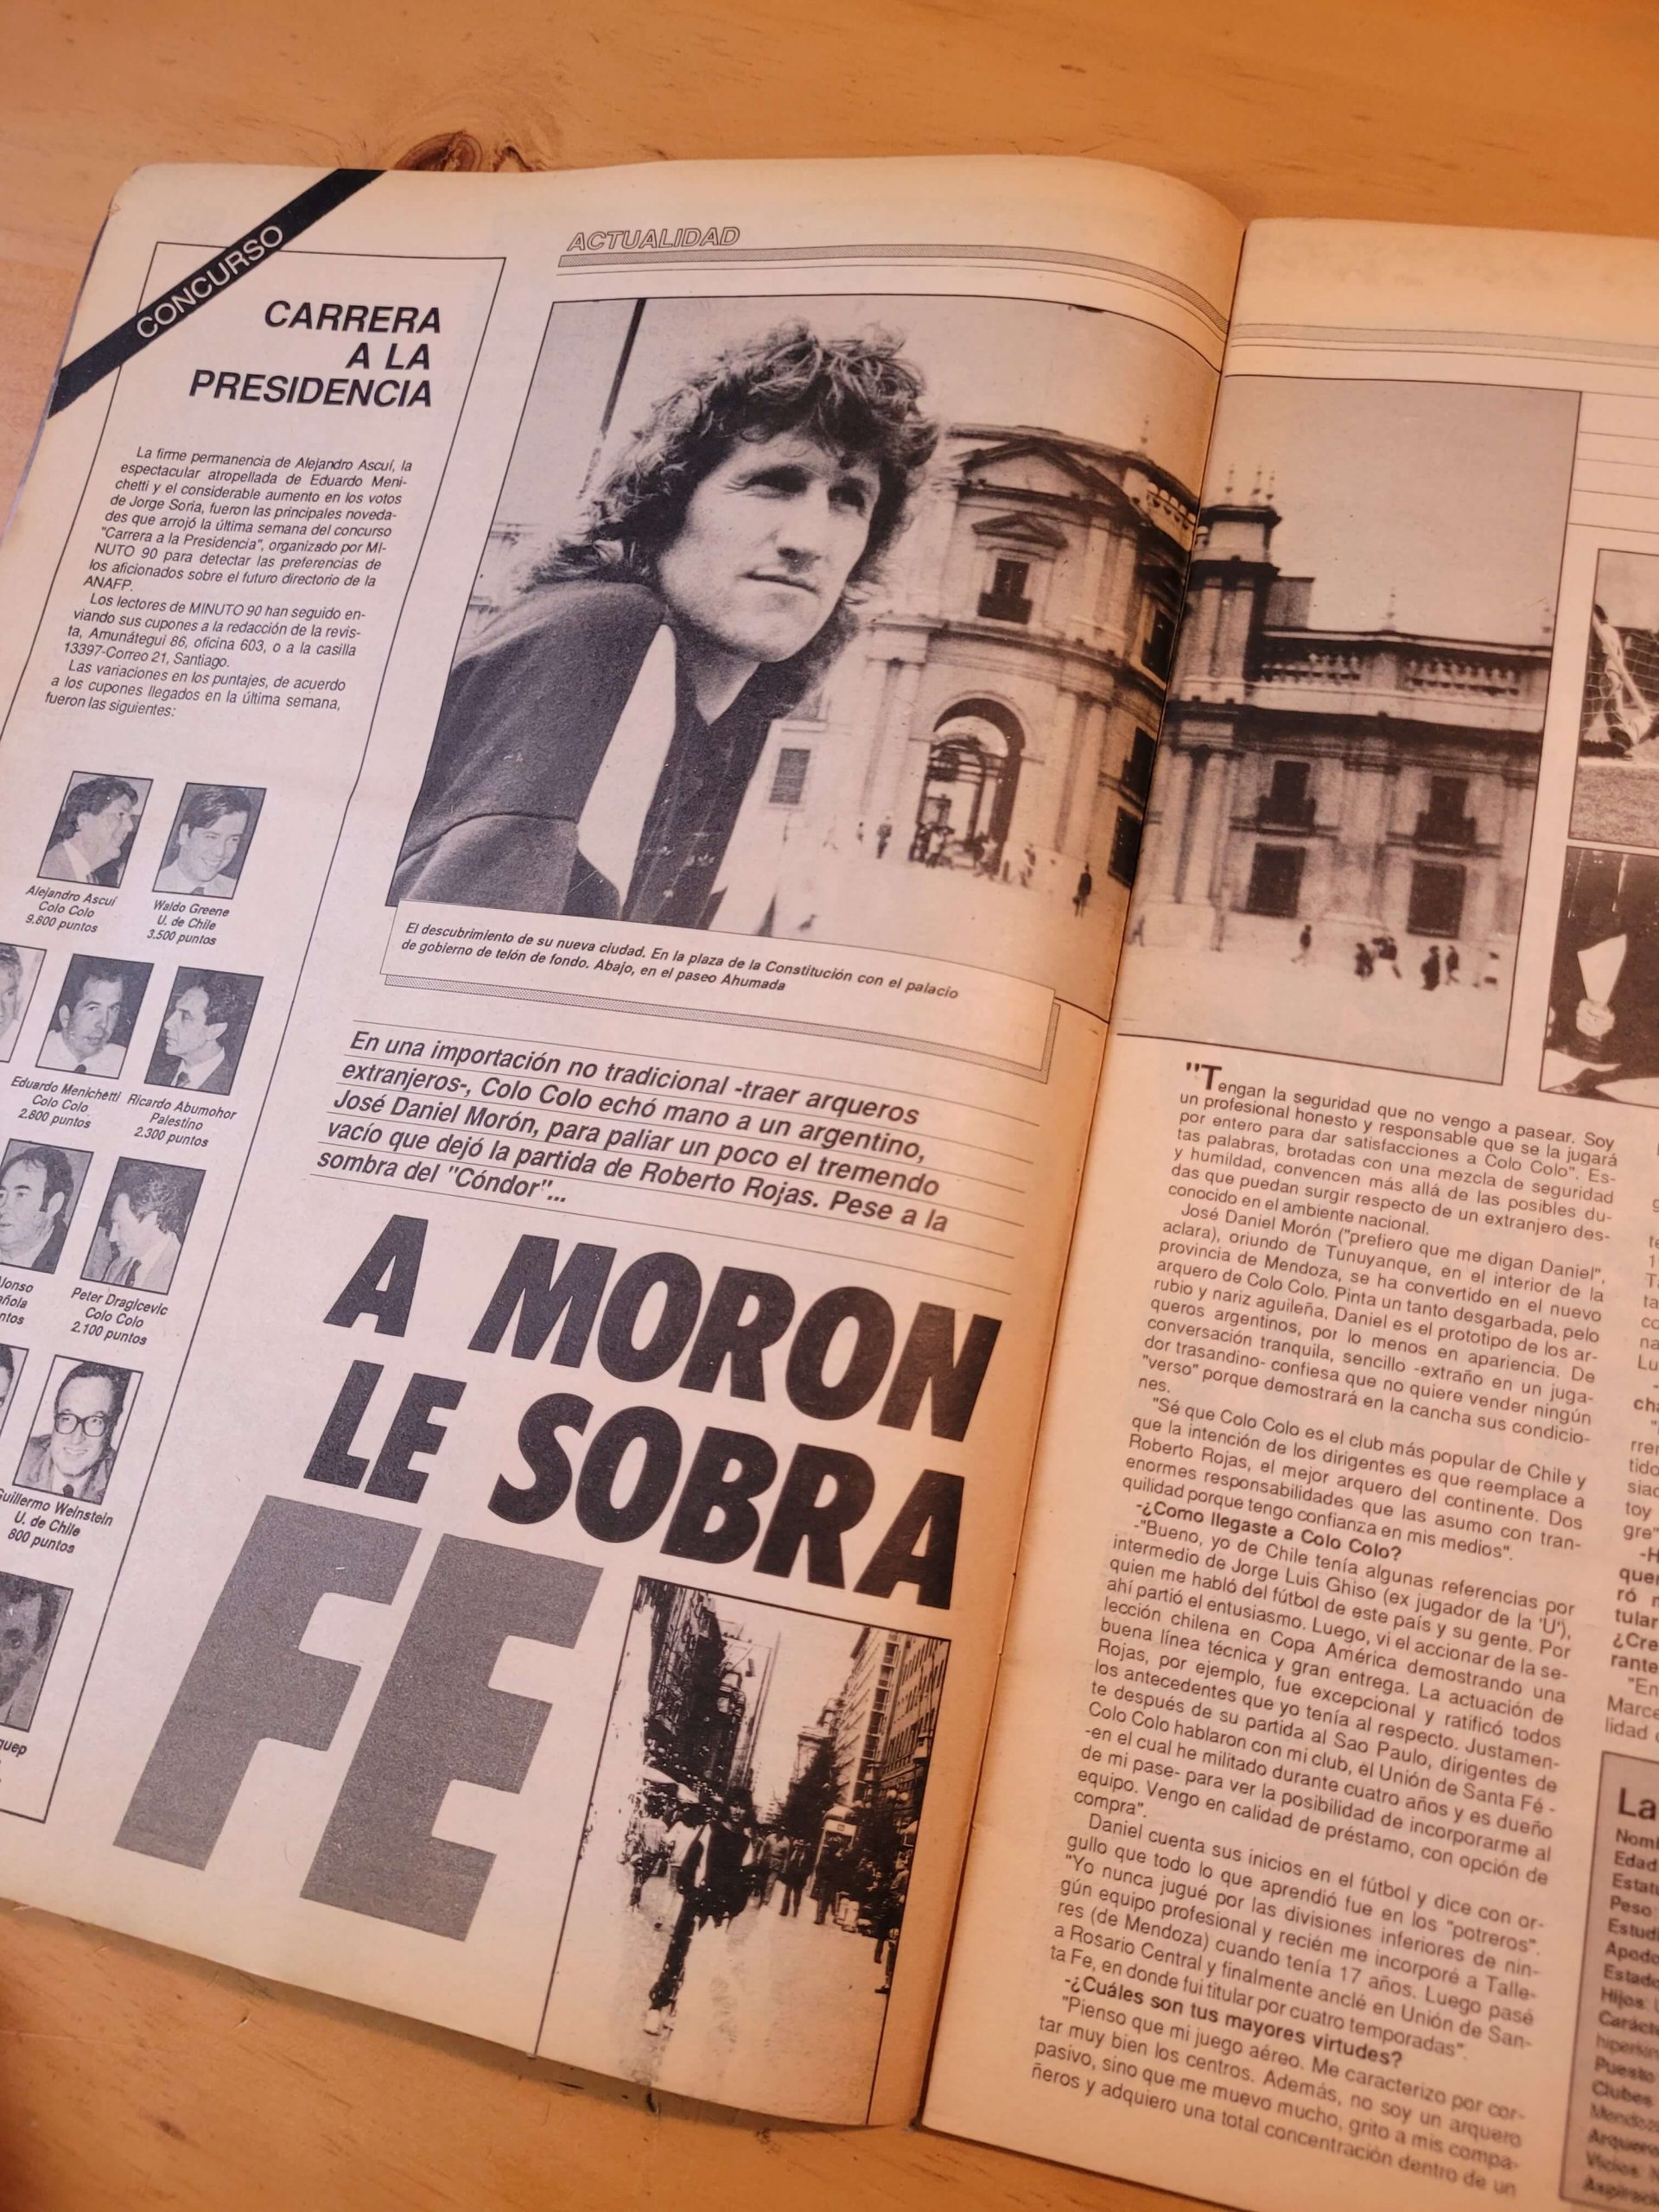 CONCURSO
CARRERA
A LA
PRESIDENCIA
La firme permanencia de Alejandro Ascuí, la
espectacular atropellada de Eduardo Meni-
chetti y el considerable aumento en los votos
de Jorge Soria, fueron las principales noveda-
des que arrojó la última semana del concurso
"Carrera a la Presidencia", organizado por MI-
NUTO 90 para detectar las preferencias de
los aficionados sobre el futuro directorio de la
ANAFP.
Los lectores de MINUTO 90 han seguido en-
viando sus cupones a la redacción de la revis-
ta, Amunátegui 86, oficina 603, o a la casilla
13397-Correo 21, Santiago.
Las variaciones en los puntajes, de acuerdo
a los cupones llegados en la última semana,
fueron las siguientes:
Alejandro Ascuí
Colo Colo
9.800 puntos
Waldo Greene
U. de Chile
3.500 puntos
Eduardo Menichetti
Colo Colo
2.800 puntos
Ricardo Abumohor
Palestino
2.300 puntos
Peter Dragicevic
Colo Colo
2.100 puntos
Guillermo Weinstein
U. de Chile
800 puntos
ACTUALIDAD
El descubrimiento de su nueva ciudad. En la plaza de la Constitución con el palacio
de gobierno de telón de fondo. Abajo, en el paseo Ahumada
En una importación no tradicional -traer arqueros
extranjeros-, Colo Colo echó mano a un argentino,
José Daniel Morón, para paliar un poco el tremendo
vacío que dejó la partida de Roberto Rojas. Pese a la
sombra del "Cóndor"...
A MORON
LE SOBRA
FE
"Tengan la seguridad que no vengo a pasear. Soy
un profesional honesto y responsable que se la jugará
por entero para dar satisfacciones a Colo Colo". Es-
tas palabras, brotadas con una mezcla de seguridad
y humildad, convencen más allá de las posibles du-
das que puedan surgir respecto de un extranjero des-
conocido en el ambiente nacional.
José Daniel Morón ("prefiero que me digan Daniel",
aclara), oriundo de Tunuyanque, en el interior de la
provincia de Mendoza, se ha convertido en el nuevo
arquero de Colo Colo. Pinta un tanto desgarbada, pelo
rubio y nariz aguileña, Daniel es el prototipo de los ar-
queros argentinos, por lo menos en apariencia. De
conversación tranquila, sencillo -extraño en un juga-
dor trasandino- confiesa que no quiere vender ningún
"verso" porque demostrará en la cancha sus condicio-
nes.
"Sé que Colo Colo es el club más popular de Chile y
que la intención de los dirigentes es que reemplace a
Roberto Rojas, el mejor arquero del continente. Dos
enormes responsabilidades que las asumo con tran-
quilidad porque tengo confianza en mis medios".
-¿Como llegaste a Colo Colo?
-"Bueno, yo de Chile tenía algunas referencias por
intermedio de Jorge Luis Ghiso (ex jugador de la 'U'),
quien me habló del fútbol de este país y su gente. Por
ahí partió el entusiasmo. Luego, vi el accionar de la se-
lección chilena en Copa América demostrando una
buena línea técnica y gran entrega. La actuación de
Rojas, por ejemplo, fue excepcional y ratificó todos
los antecedentes que yo tenía al respecto. Justamen-
te después de su partida al Sao Paulo, dirigentes de
Colo Colo hablaron con mi club, el Unión de Santa Fé -
-en el cual he militado durante cuatro años y es dueño
de mi pase- para ver la posibilidad de incorporarme al
equipo. Vengo en calidad de préstamo, con opción de
compra".
Daniel cuenta sus inicios en el fútbol y dice con or-
gullo que todo lo que aprendió fue en los "potreros".
"Yo nunca jugué por las divisiones inferiores de nin-
gún equipo profesional y recién me incorporé a Talle-
res (de Mendoza) cuando tenía 17 años. Luego pasé
a Rosario Central y finalmente anclé en Unión de San-
ta Fe, en donde fui titular por cuatro temporadas".
-¿Cuáles son tus mayores virtudes?
"Pienso que mi juego aéreo. Me caracterizo por cor-
tar muy bien los centros. Además, no soy un arquero
pasivo, sino que me muevo mucho, grito a mis compa-
ñeros y adquiero una total concentración dentro de un